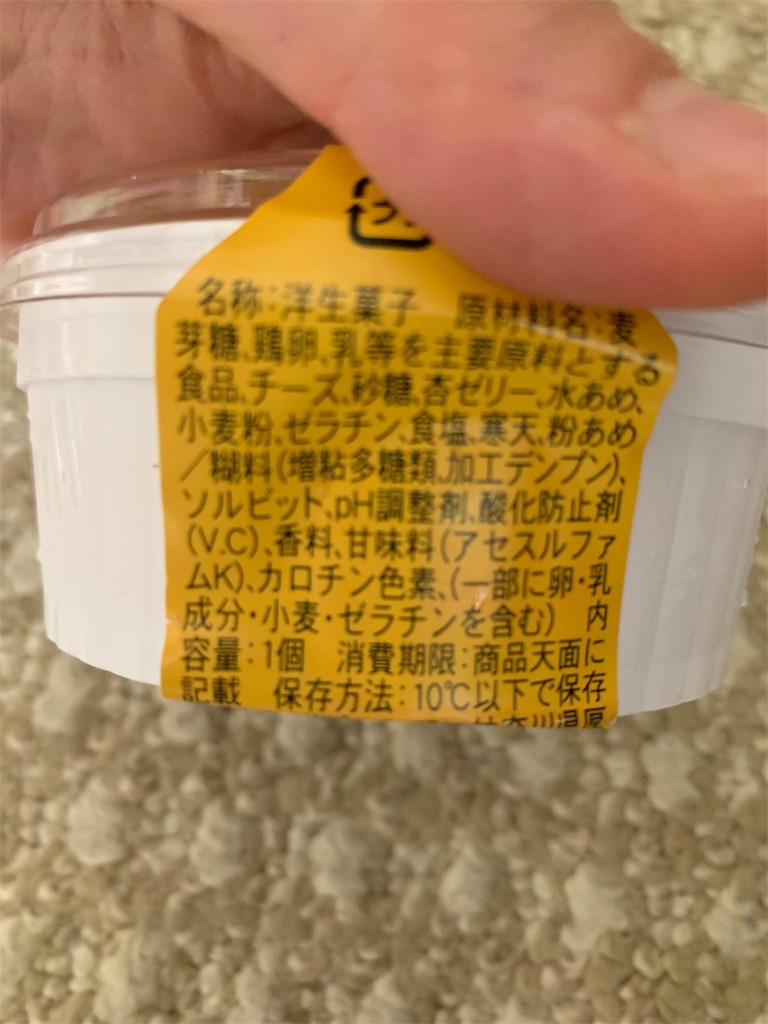 名称:洋生菓子 原材料名:麦
芽糖、鶏卵、乳等を主要原料とする
食品、チーズ、砂糖、杏ゼリー、水あめ、
小麦粉、ゼラチン、食塩、寒天、粉あめ
/糊料(増粘多糖類、加工デンプン)、
ソルビット、pH調整剤、酸化防止剤
(V.C)、香料、甘味料(アセスルファ
ムK)、カロチン色素、(一部に卵・乳
成分・小麦・ゼラチンを含む) 内
容量:1個 消費期限:商品天面に
記載 保存方法:10℃以下で保存